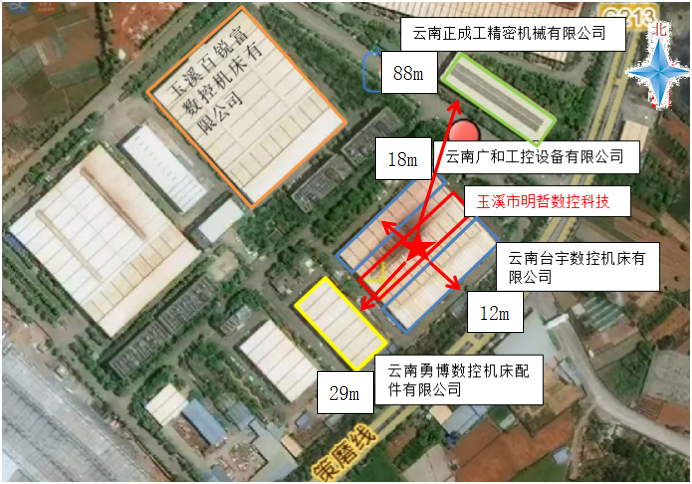 G213
云南正成工精密机械有限公司
北
88m
玉溪百锐富
数控机床有
限公司
18m
云南广和工控设备有限公司
玉溪市明哲数控科技
云南台宇数控机床有
限公司
12m
云南勇博数控机床配
件有限公司
29m
策磨线